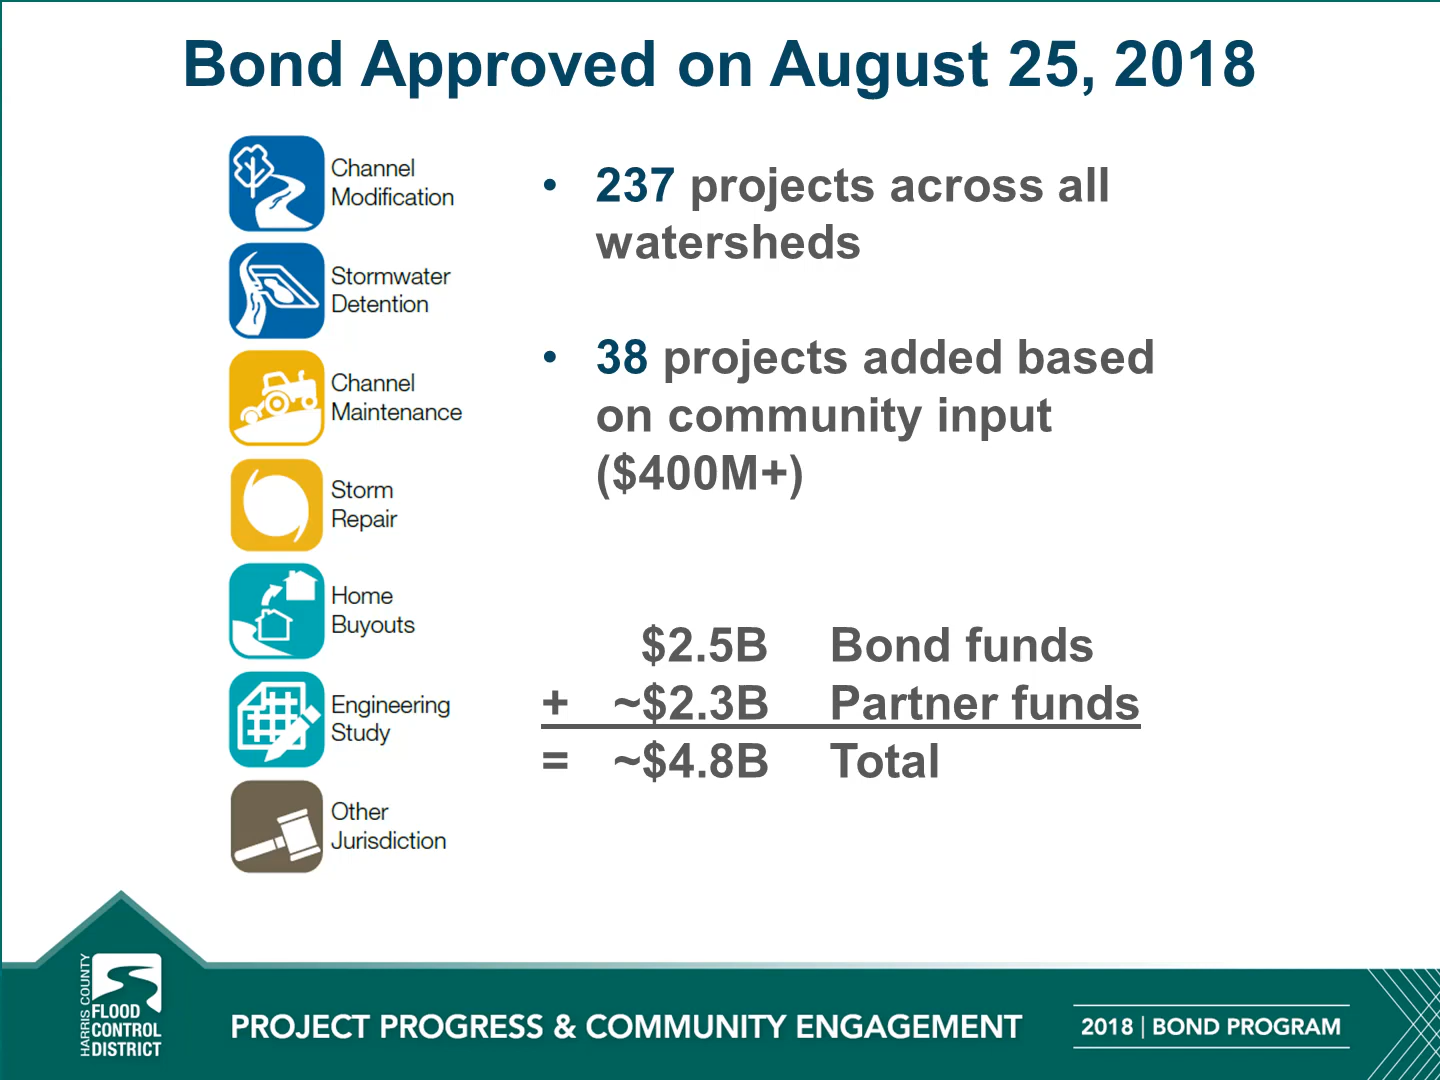 Bond Approved on August 25, 2018
Channel
Modification
Stormwater
Detention
Channel
Maintenance
Storm
Repair
Home
Buyouts
Engineering
Study
Other
Jurisdiction
• 237 projects across all
watersheds
• 38 projects added based
on community input
($400M+)
$2.5B Bond funds
+ ~$2.3B Partner funds
= ~$4.8B Total
HARRIS COUNTY
FLOOD
CONTROL
DISTRICT
PROJECT PROGRESS & COMMUNITY ENGAGEMENT
2018 | BOND PROGRAM